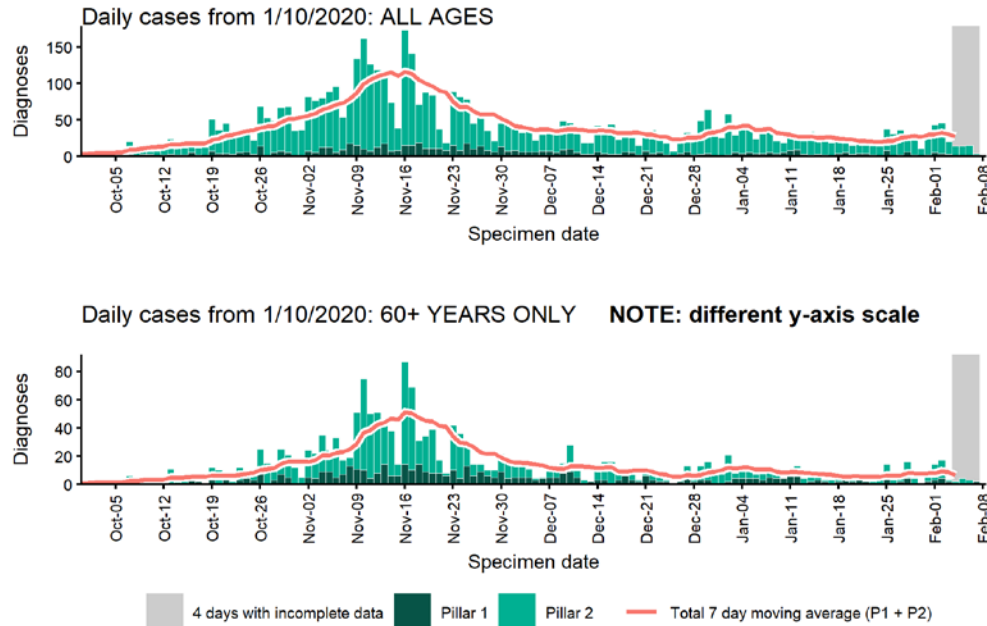 Daily cases from 1/10/2020: ALL AGES
150
100
50
0
Diagnoses
Oct-05
Oct-12
Oct-19
Oct-26
Nov-02
Nov-09
Nov-16
Nov-23
Nov-30
Dec-07
Dec-14
Dec-21
Dec-28
Jan-04
Jan-11
Jan-18
Jan-25
Feb-01
Feb-08
Specimen date
Daily cases from 1/10/2020: 60+ YEARS ONLY NOTE: different y-axis scale
80
60
40
20
0
Diagnoses
Oct-05
Oct-12
Oct-19
Oct-26
Nov-02
Nov-09
Nov-16
Nov-23
Nov-30
Dec-07
Dec-14
Dec-21
Dec-28
Jan-04
Jan-11
Jan-18
Jan-25
Feb-01
Feb-08
Specimen date
4 days with incomplete data Pillar 1 Pillar 2 Total 7 day moving average (P1 + P2)